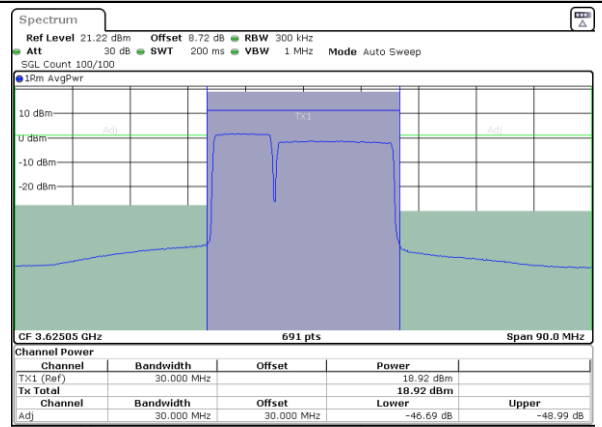 Spectrum
Ref Level 21.22 dBm Offset 8.72 dB RBW 300 kHz
Att 30 dB SWT 200 ms VBW 1 MHz Mode Auto Sweep
SGL Count 100/100
1Rm AvgPwr
10 dBm
TX1
Adj Adj
0 dBm
-10 dBm
-20 dBm
CF 3.62505 GHz 691 pts Span 90.0 MHz
Channel Power
Channel Bandwidth Offset Power
TX1 (Ref) 30.000 MHz 18.92 dBm
Tx Total 18.92 dBm
Channel Bandwidth Offset Lower Upper
Adj 30.000 MHz 30.000 MHz -46.69 dB -48.99 dB